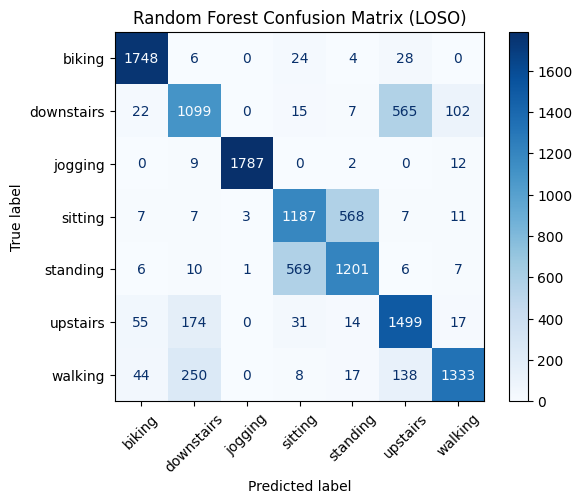 Random Forest Confusion Matrix (LOSO)
True label
biking 1748 6 0 24 4 28 0
downstairs 22 1099 0 15 7 565 102
jogging 0 9 1787 0 2 0 12
sitting 7 7 3 1187 568 7 11
standing 6 10 1 569 1201 6 7
upstairs 55 174 0 31 14 1499 17
walking 44 250 0 8 17 138 1333
biking downstairs jogging sitting standing upstairs walking
Predicted label
1600
1400
1200
1000
800
600
400
200
0